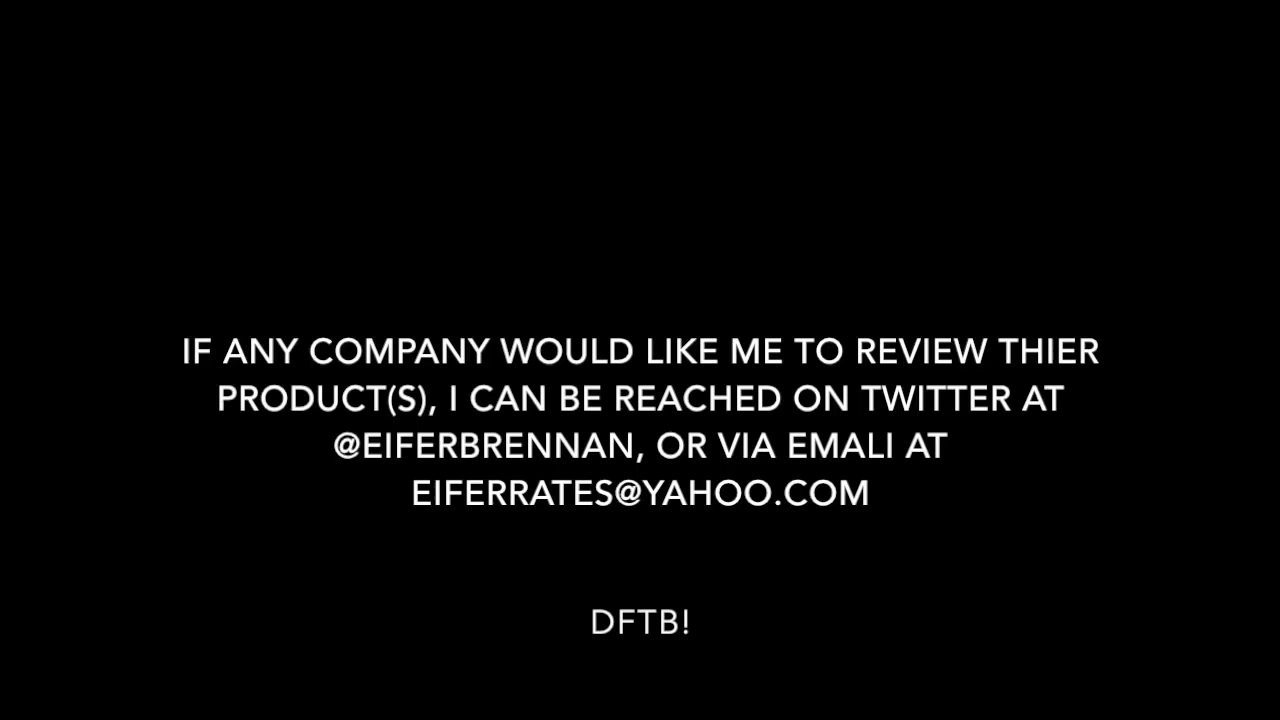 IF ANY COMPANY WOULD LIKE ME TO REVIEW THIER
PRODUCT(S), I CAN BE REACHED ON TWITTER AT
@EIFERBRENNAN, OR VIA EMALI AT
EIFERRATES@YAHOO.COM
DFTB!